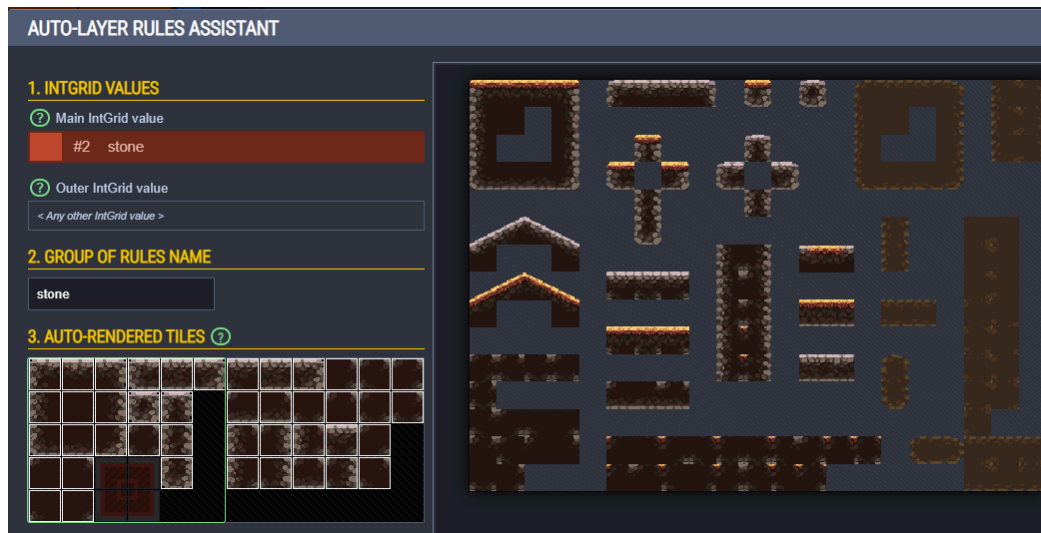 AUTO-LAYER RULES ASSISTANT
1. INTGRID VALUES
? Main IntGrid value
#2 stone
? Outer IntGrid value
< Any other IntGrid value >
2. GROUP OF RULES NAME
stone
3. AUTO-RENDERED TILES ?